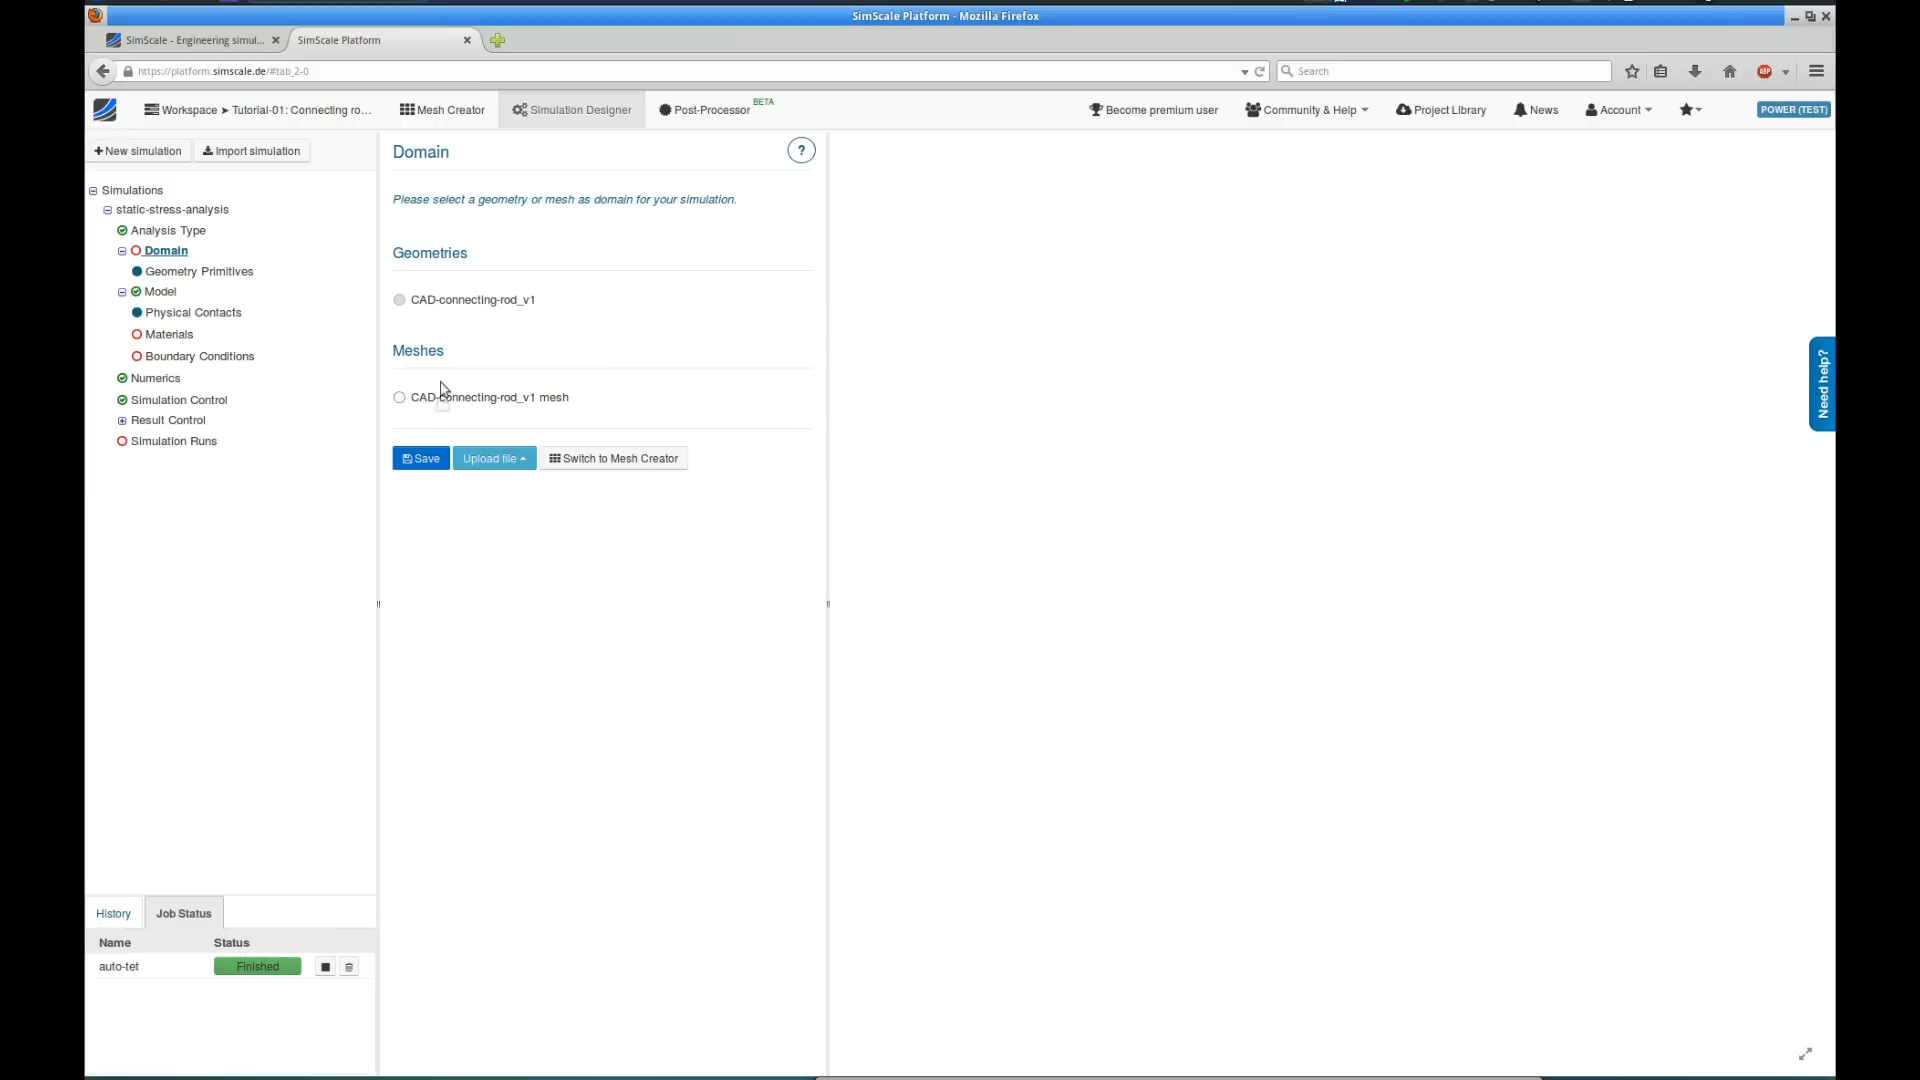 SimScale Platform - Mozilla Firefox
SimScale - Engineering simul...
SimScale Platform
https://platform.simscale.de/#tab_2-0
Search
ABP
Workspace ➤ Tutorial-01: Connecting ro...
Mesh Creator
Simulation Designer
Post-Processor BETA
Become premium user
Community & Help
Project Library
News
Account
POWER (TEST)
New simulation
Import simulation
Simulations
static-stress-analysis
Analysis Type
Domain
Geometry Primitives
Model
Physical Contacts
Materials
Boundary Conditions
Numerics
Simulation Control
Result Control
Simulation Runs
Domain
?
Please select a geometry or mesh as domain for your simulation.
Geometries
CAD-connecting-rod_v1
Meshes
CAD-connecting-rod_v1 mesh
Save
Upload file
Switch to Mesh Creator
Need help?
History
Job Status
Name Status
auto-tet Finished